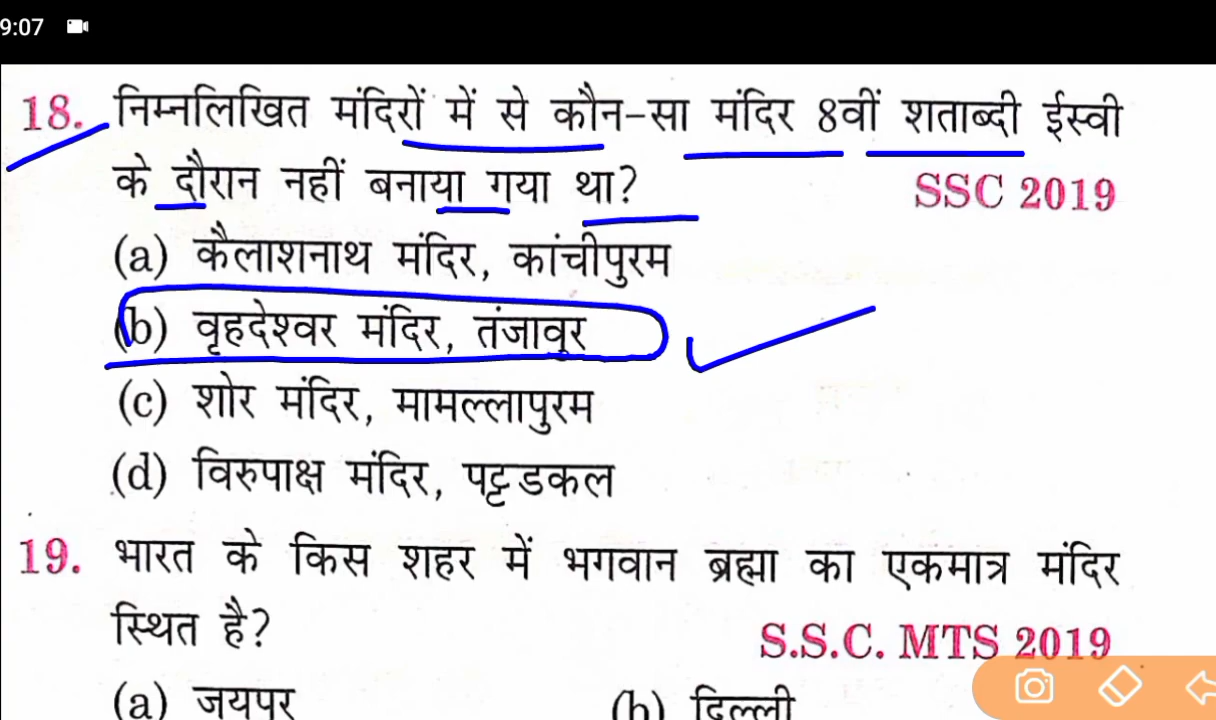 9:07
18. निम्नलिखित मंदिरों में से कौन-सा मंदिर 8वीं शताब्दी ईस्वी
के दौरान नहीं बनाया गया था? SSC 2019
(a) कैलाशनाथ मंदिर, कांचीपुरम
(b) वृहदेश्वर मंदिर, तंजावुर
(c) शोर मंदिर, मामल्लापुरम
(d) विरुपाक्ष मंदिर, पट्टडकल
19. भारत के किस शहर में भगवान ब्रह्मा का एकमात्र मंदिर
स्थित है? S.S.C. MTS 2019
(a) जयपुर (b) दिल्ली